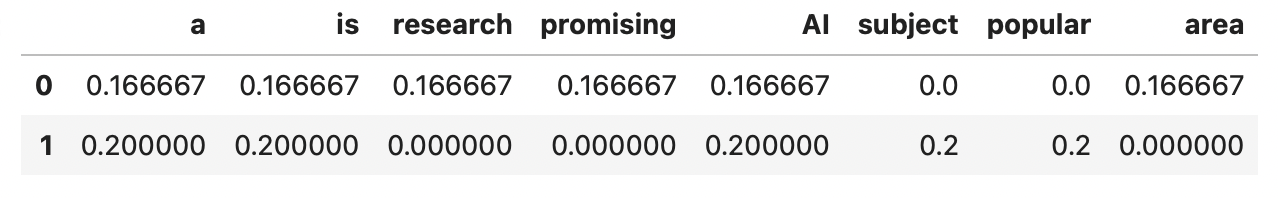 a is research promising AI subject popular area
0 0.166667 0.166667 0.166667 0.166667 0.166667 0.0 0.0 0.166667
1 0.200000 0.200000 0.000000 0.000000 0.200000 0.2 0.2 0.000000